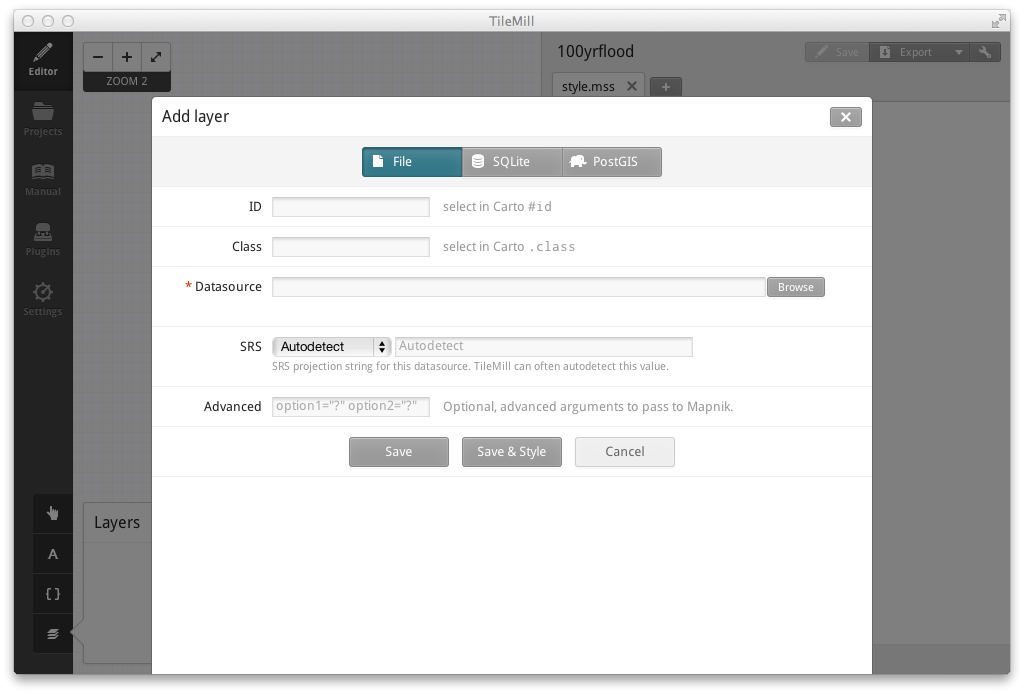 TileMill
Editor
Projects
Manual
Plugins
Settings
ZOOM 2
100yrflood
Save
Export
style.mss
Add layer
File
SQLite
PostGIS
ID
select in Carto #id
Class
select in Carto .class
* Datasource
Browse
SRS
Autodetect
Autodetect
SRS projection string for this datasource. TileMill can often autodetect this value.
Advanced
option1="?" option2="?"
Optional, advanced arguments to pass to Mapnik.
Save
Save & Style
Cancel
A
{ }
Layers